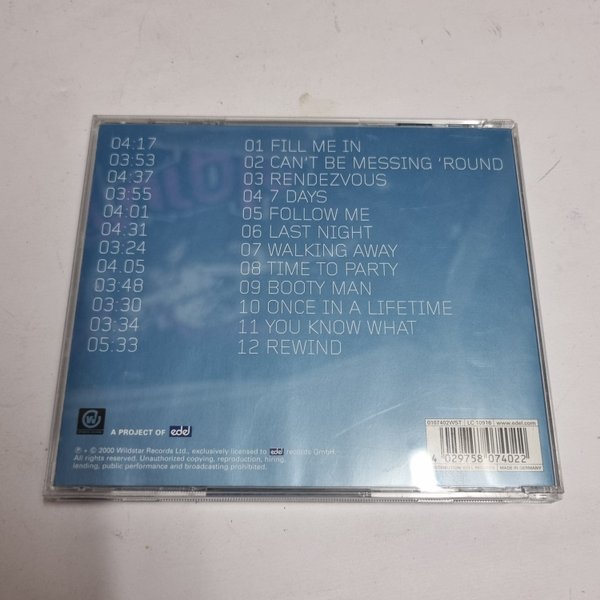 04:17 01 FILL ME IN
03:53 02 CAN'T BE MESSING 'ROUND
04:37 03 RENDEZVOUS
03:55 04 7 DAYS
04:01 05 FOLLOW ME
04:31 06 LAST NIGHT
03:24 07 WALKING AWAY
04.05 08 TIME TO PARTY
03:48 09 BOOTY MAN
03:30 10 ONCE IN A LIFETIME
03:34 11 YOU KNOW WHAT
05:33 12 REWIND
A PROJECT OF edel
℗ + © 2000 Wildstar Records Ltd., exclusively licensed to edel records GmbH.
All rights reserved. Unauthorized copying, reproduction, hiring,
lending, public performance and broadcasting prohibited.
0107402WST LC 10916 www.edel.com
4 029758 074022
MADE IN GERMANY